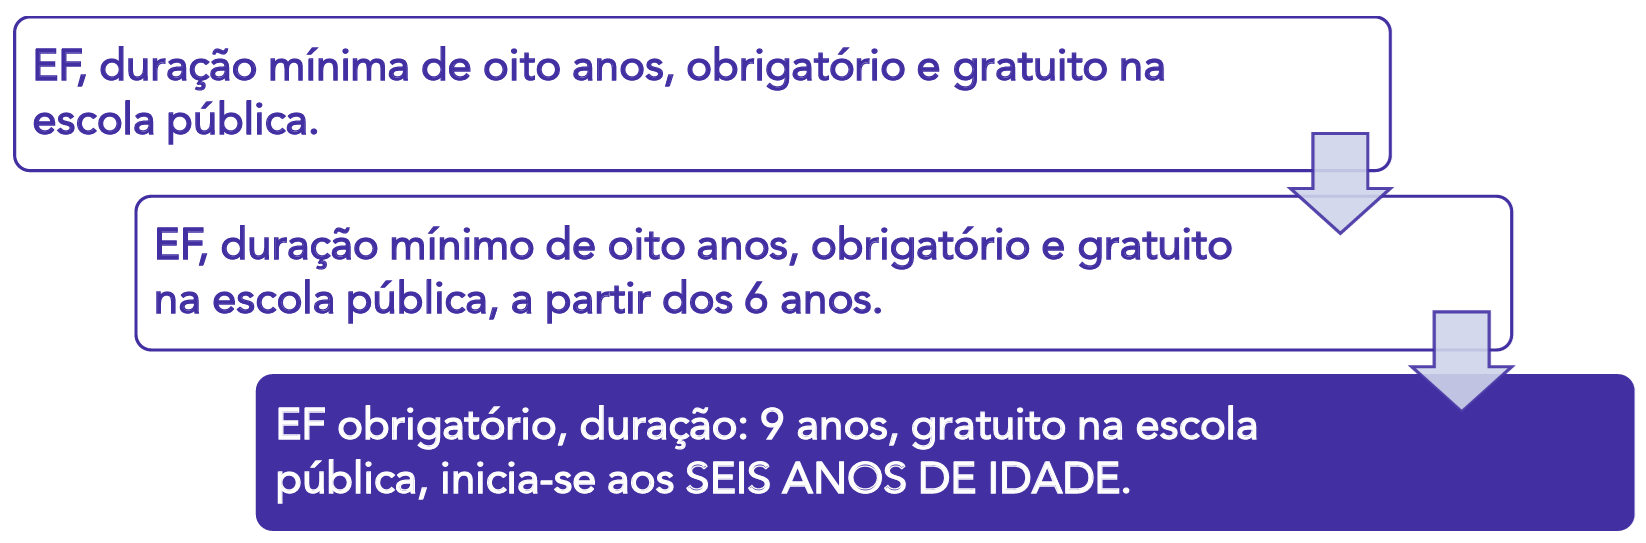 EF, duração mínima de oito anos, obrigatório e gratuito na
escola pública.
EF, duração mínimo de oito anos, obrigatório e gratuito
na escola pública, a partir dos 6 anos.
EF obrigatório, duração: 9 anos, gratuito na escola
pública, inicia-se aos SEIS ANOS DE IDADE.